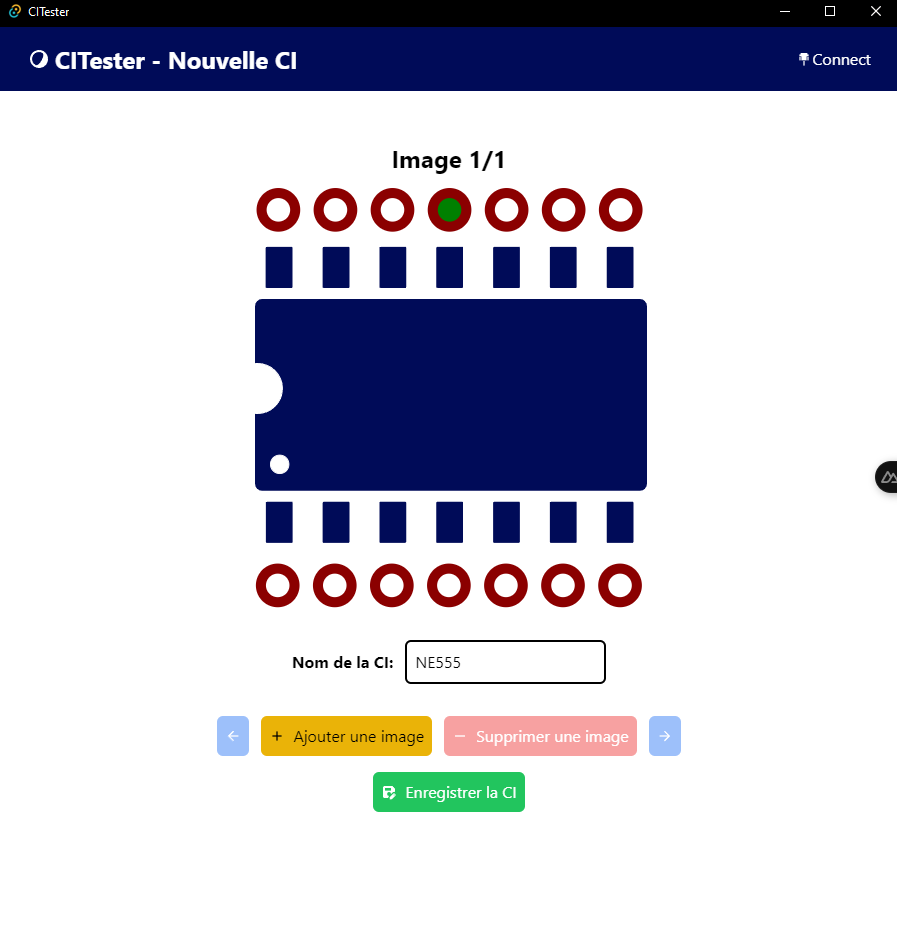 CITester
CITester - Nouvelle CI
Connect
Image 1/1
Nom de la CI:
NE555
Ajouter une image
Supprimer une image
Enregistrer la CI